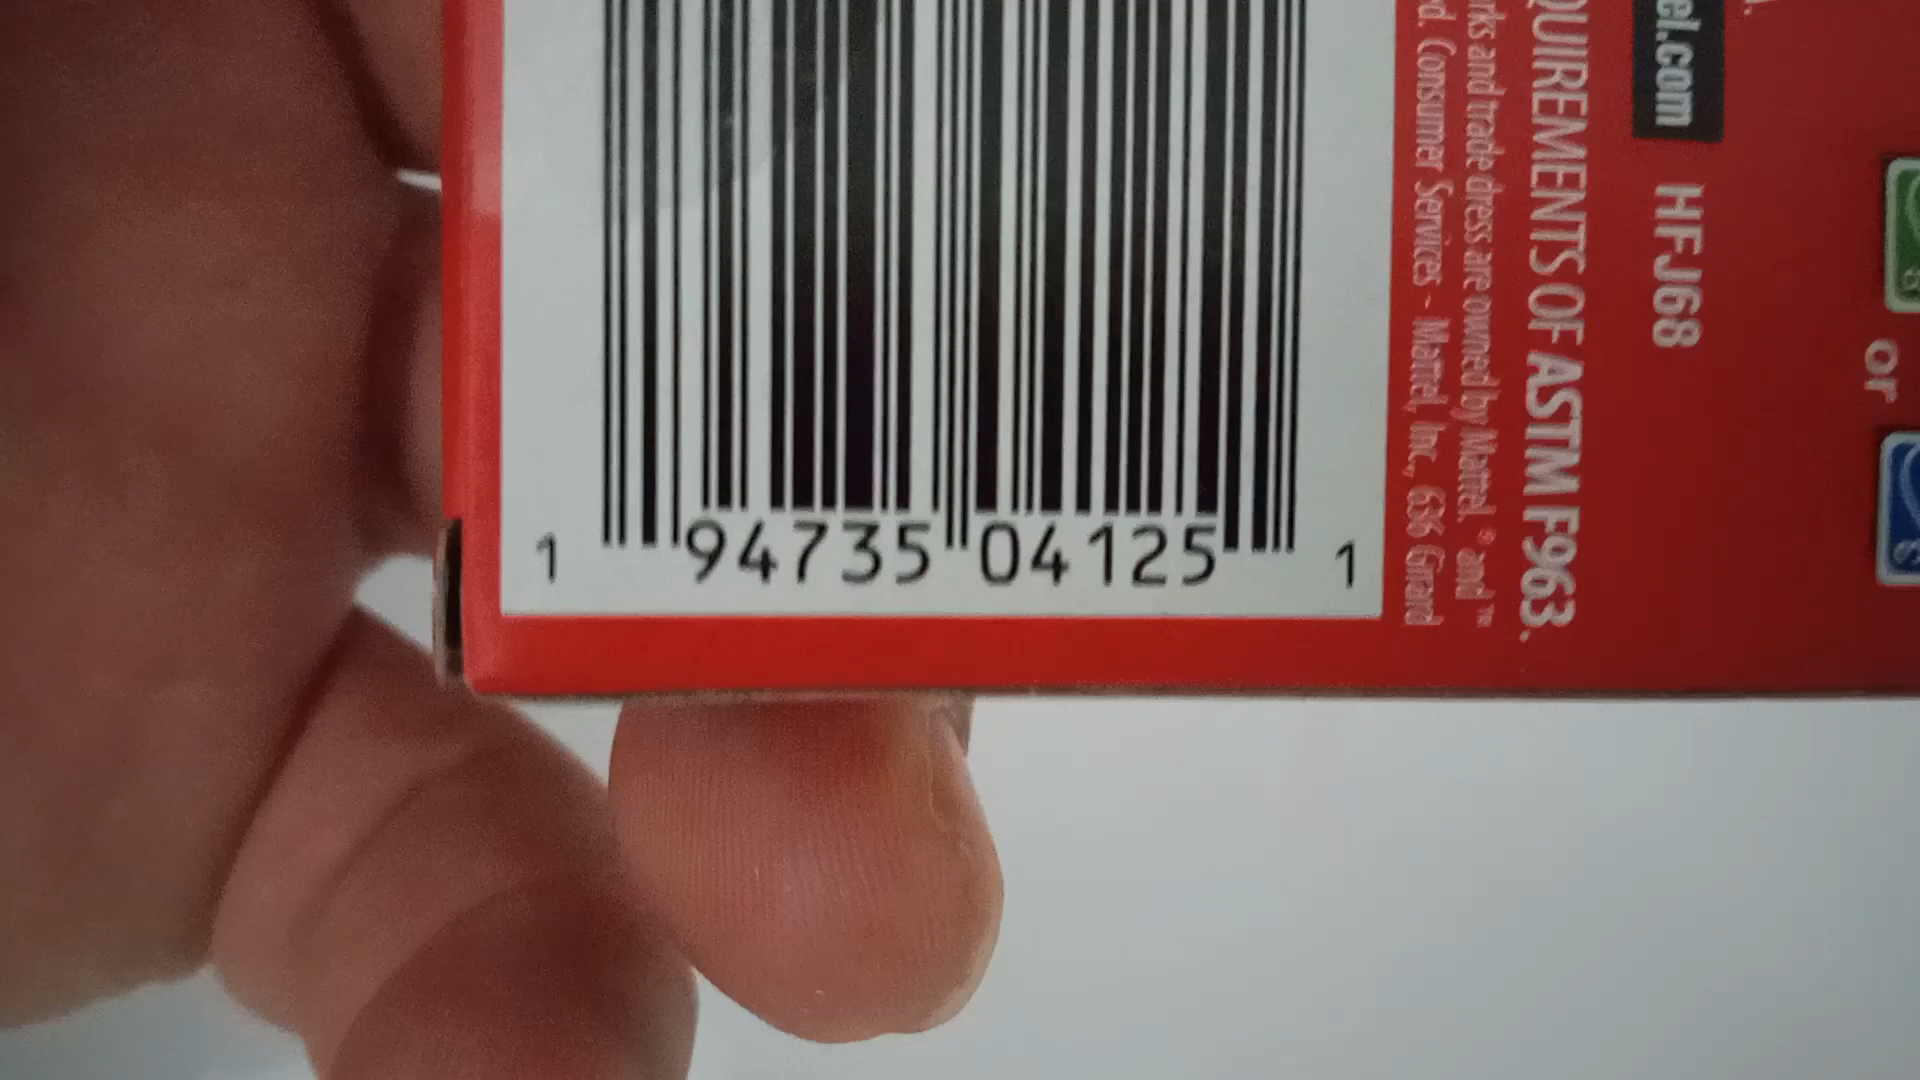 1 94735 04125 1
d. Consumer Services - Mattel, Inc., 636 Girard
and trade dress are owned by Mattel. ® and ™
QUIREMENTS OF ASTM F963.
el.com
HFJ68
or